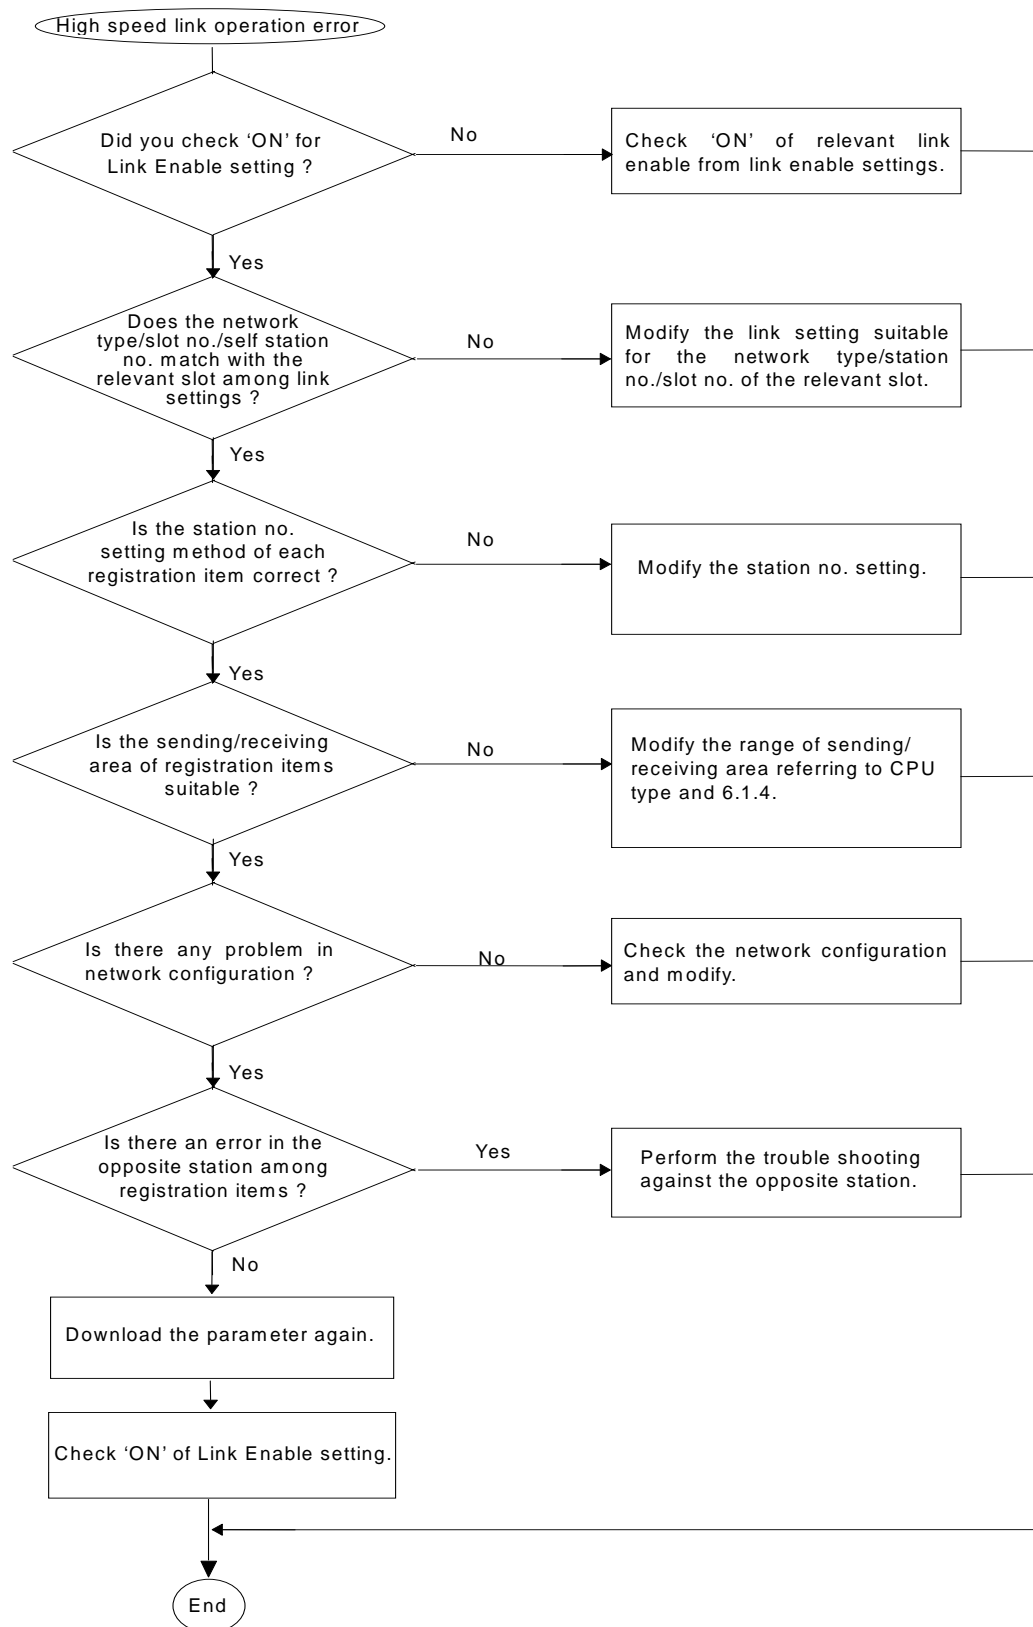 High speed link operation error
Did you check ‘ON’ for
Link Enable setting ?
No
Check ‘ON’ of relevant link
enable from link enable settings.
Yes
Does the network
type/slot no./self station
no. match with the
relevant slot among link
settings ?
No
Modify the link setting suitable
for the network type/station
no./slot no. of the relevant slot.
Yes
Is the station no.
setting method of each
registration item correct ?
No
Modify the station no. setting.
Yes
Is the sending/receiving
area of registration items
suitable ?
No
Modify the range of sending/
receiving area referring to CPU
type and 6.1.4.
Yes
Is there any problem in
network configuration ?
No
Check the network configuration
and modify.
Yes
Is there an error in the
opposite station among
registration items ?
Yes
Perform the trouble shooting
against the opposite station.
No
Download the parameter again.
Check ‘ON’ of Link Enable setting.
End